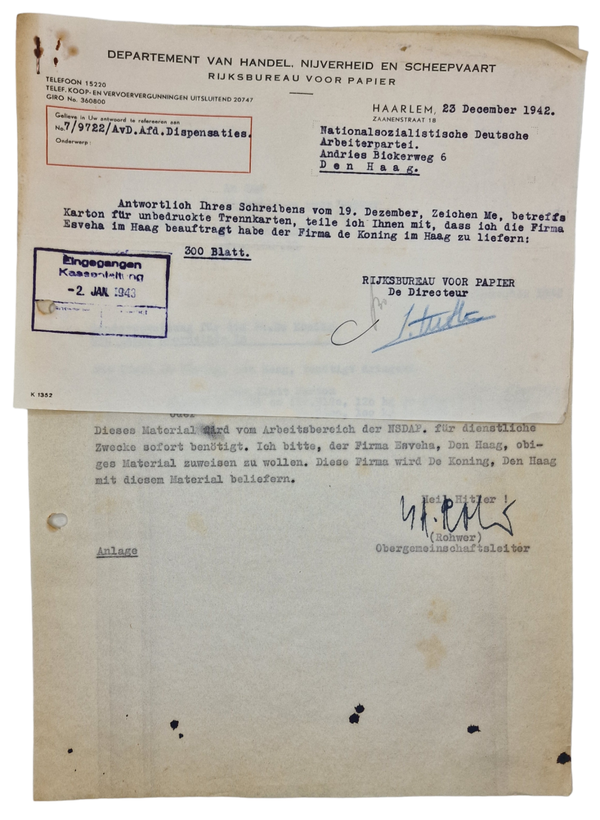 DEPARTEMENT VAN HANDEL, NIJVERHEID EN SCHEEPVAART
RIJKSBUREAU VOOR PAPIER
TELEFOON 15220
TELEF. KOOP- EN VERVOERVERGUNNINGEN UITSLUITEND 20747
GIRO No. 360800
HAARLEM, 23 December 1942.
ZAANENSTRAAT 18
Gelieve in Uw antwoord te refereeren aan
No. 7/9722/AvD.Afd.Dispensaties.
Onderwerp:
Nationalsozialistische Deutsche
Arbeiterpartei.
Andries Bickerweg 6
Den Haag.
Antwortlich Ihres Schreibens vom 19. Dezember, Zeichen Me, betreffs
Karton für unbedruckte Trennkarten, teile ich Ihnen mit, dass ich die Firma
Esveha im Haag beauftragt habe der Firma de Koning im Haag zu liefern:
300 Blatt.
Eingegangen
Kassenleitung
-2. JAN. 1943
RIJKSBUREAU VOOR PAPIER
De Directeur
K 1352
oder
Dieses Material wird vom Arbeitsbereich der NSDAP. für dienstliche
Zwecke sofort benötigt. Ich bitte, der Firma Esveha, Den Haag, obi-
ges Material zuweisen zu wollen. Diese Firma wird De Koning, Den Haag
mit diesem Material beliefern.
Heil Hitler !
(Rohwer)
Anlage
Obergemeinschaftsleiter